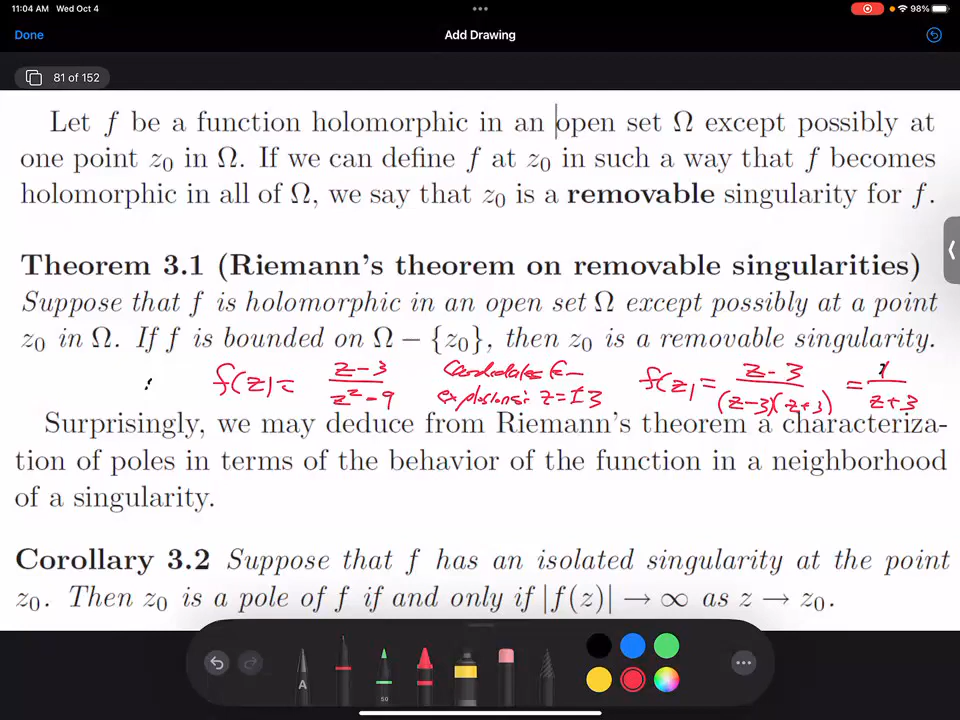 11:04 AM Wed Oct 4
98%
Done
Add Drawing
81 of 152
Let f be a function holomorphic in an open set Ω except possibly at
one point z₀ in Ω. If we can define f at z₀ in such a way that f becomes
holomorphic in all of Ω, we say that z₀ is a removable singularity for f.
Theorem 3.1 (Riemann's theorem on removable singularities)
Suppose that f is holomorphic in an open set Ω except possibly at a point
z₀ in Ω. If f is bounded on Ω − {z₀}, then z₀ is a removable singularity.
f(z) = (z-3)/(z²-9)
Candidates for
explosions: z=±3
f(z) = (z-3)/((z-3)(z+3)) = 1/(z+3)
Surprisingly, we may deduce from Riemann's theorem a characteriza-
tion of poles in terms of the behavior of the function in a neighborhood
of a singularity.
Corollary 3.2 Suppose that f has an isolated singularity at the point
z₀. Then z₀ is a pole of f if and only if |f(z)| → ∞ as z → z₀.
A
50